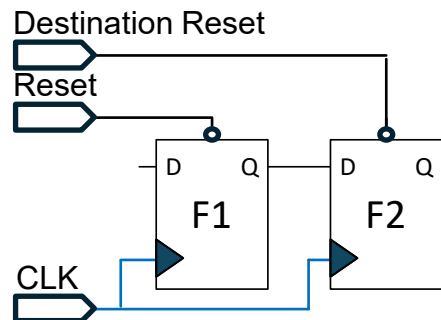 Destination Reset
Reset
D Q D Q
F1 F2
CLK